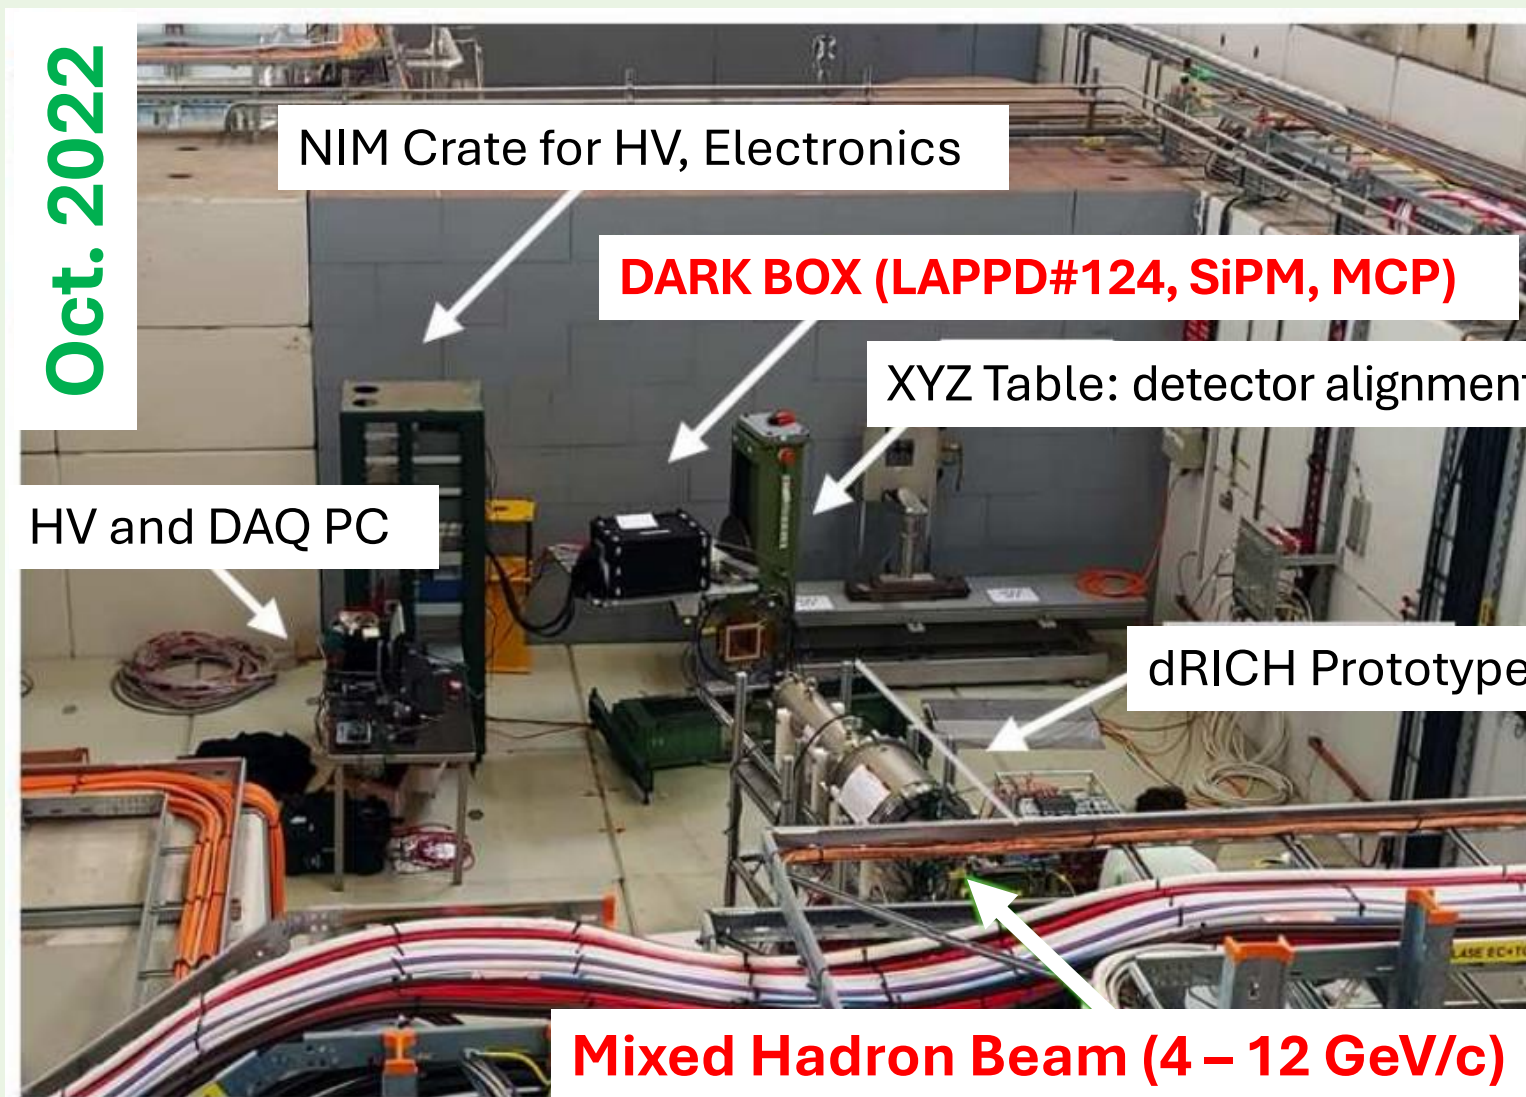 Oct. 2022
NIM Crate for HV, Electronics
DARK BOX (LAPPD#124, SiPM, MCP)
XYZ Table: detector alignment
HV and DAQ PC
dRICH Prototype
Mixed Hadron Beam (4 – 12 GeV/c)